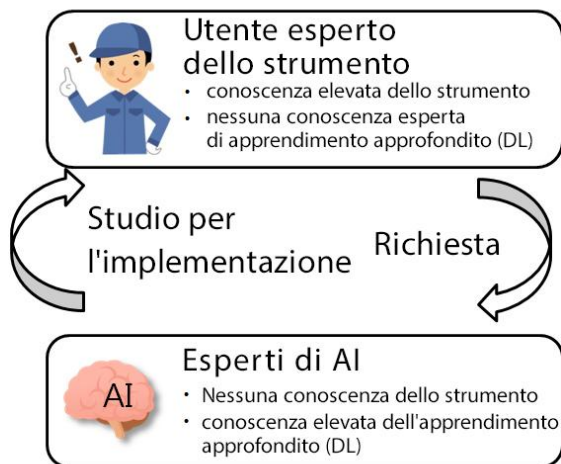 Utente esperto
dello strumento
• conoscenza elevata dello strumento
• nessuna conoscenza esperta
di apprendimento approfondito (DL)
Studio per
l'implementazione
Richiesta
AI
Esperti di AI
• Nessuna conoscenza dello strumento
• conoscenza elevata dell'apprendimento
approfondito (DL)